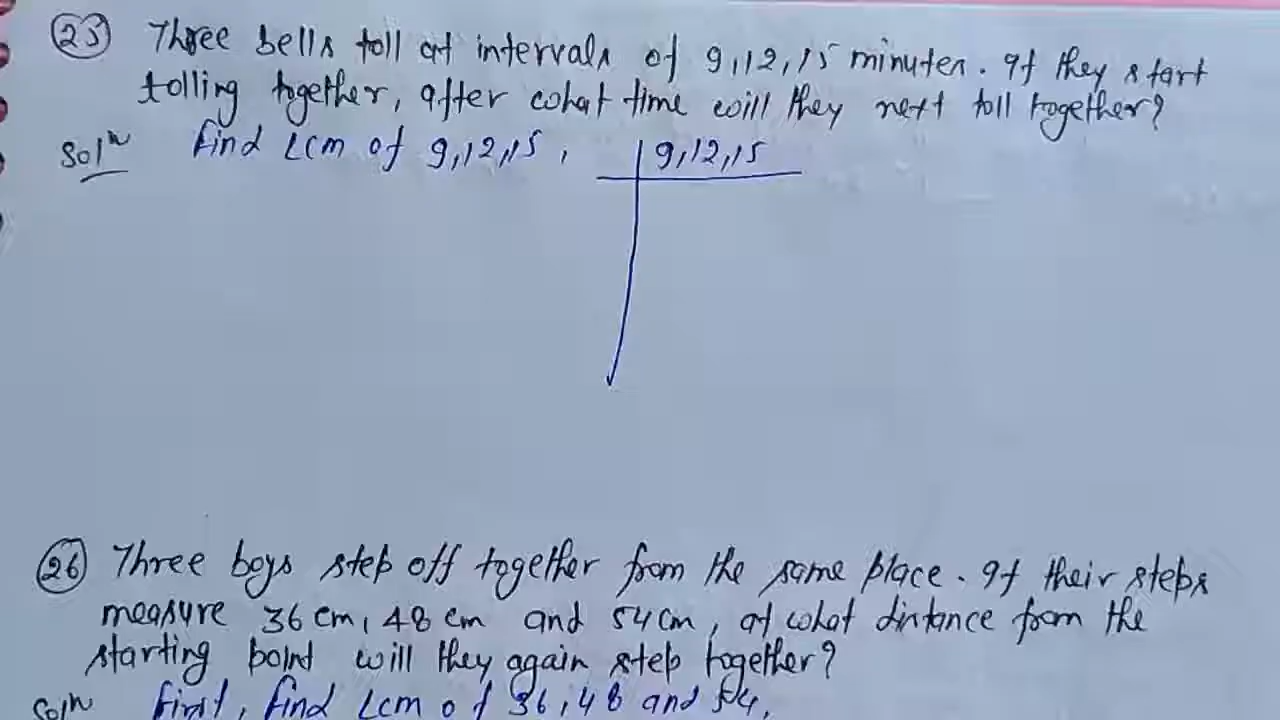 25 Three bells toll at intervals of 9,12,15 minutes. If they start
tolling together, after what time will they next toll together?
Solⁿ find LCM of 9,12,15, 9,12,15
26 Three boys step off together from the same place. If their steps
measure 36 cm, 48 cm and 54 cm, at what distance from the
starting point will they again step together?
Solⁿ first, find LCM of 36,48 and 54,